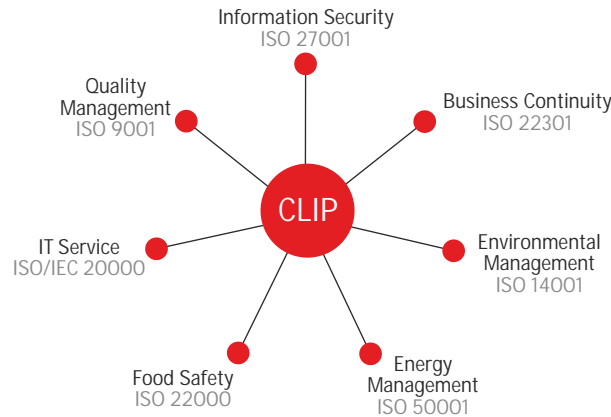 Information Security
ISO 27001
Quality
Management
ISO 9001
Business Continuity
ISO 22301
CLIP
IT Service
ISO/IEC 20000
Environmental
Management
ISO 14001
Food Safety
ISO 22000
Energy
Management
ISO 50001